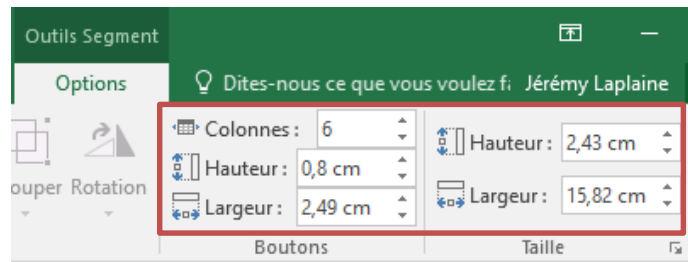 Outils Segment
Options
Dites-nous ce que vous voulez fa
Jérémy Laplaine
ouper Rotation
Colonnes : 6
Hauteur : 0,8 cm
Largeur : 2,49 cm
Boutons
Hauteur : 2,43 cm
Largeur : 15,82 cm
Taille